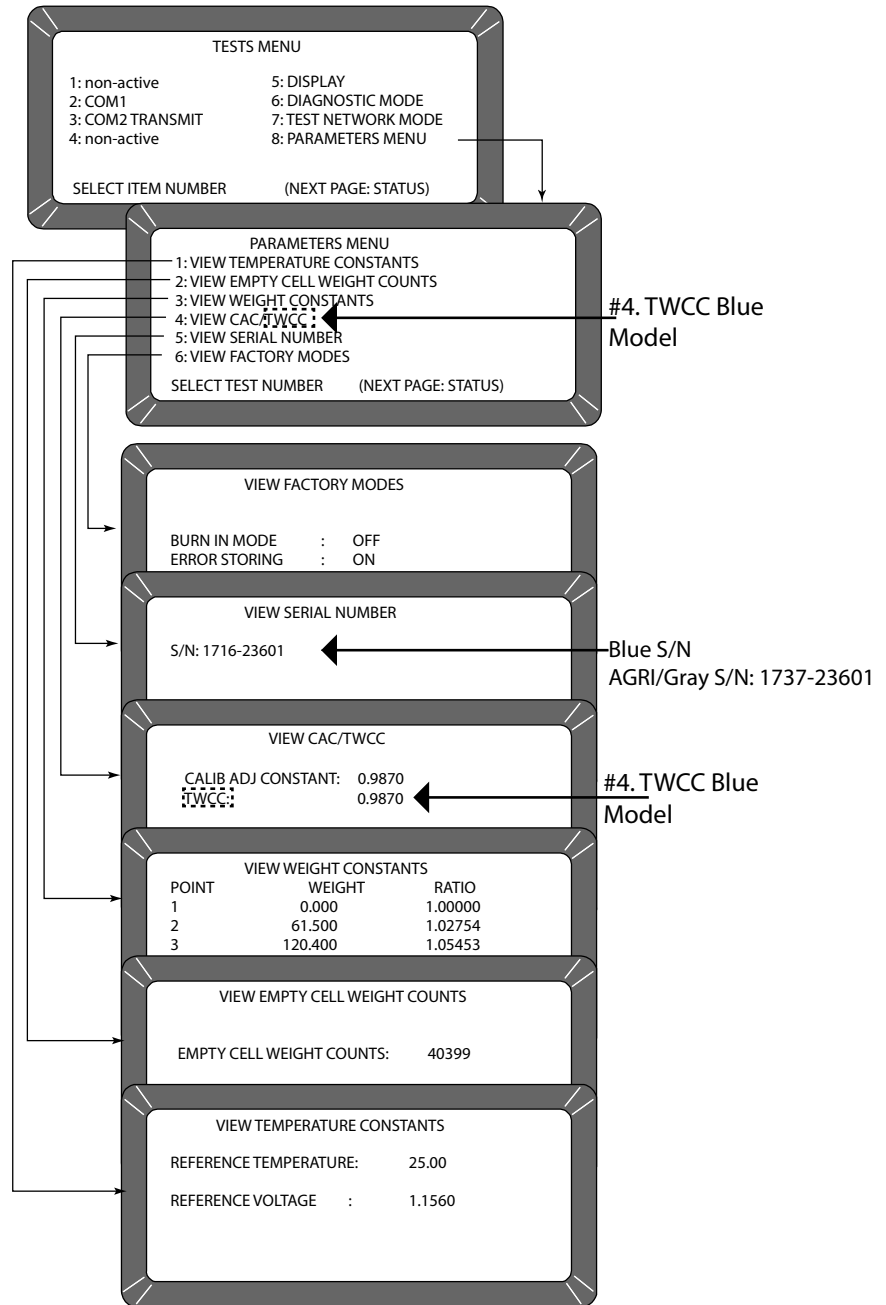 TESTS MENU
1: non-active 5: DISPLAY
2: COM1 6: DIAGNOSTIC MODE
3: COM2 TRANSMIT 7: TEST NETWORK MODE
4: non-active 8: PARAMETERS MENU
SELECT ITEM NUMBER (NEXT PAGE: STATUS)
PARAMETERS MENU
1: VIEW TEMPERATURE CONSTANTS
2: VIEW EMPTY CELL WEIGHT COUNTS
3: VIEW WEIGHT CONSTANTS
4: VIEW CAC/TWCC
5: VIEW SERIAL NUMBER
6: VIEW FACTORY MODES
SELECT TEST NUMBER (NEXT PAGE: STATUS)
#4. TWCC Blue
Model
VIEW FACTORY MODES
BURN IN MODE : OFF
ERROR STORING : ON
VIEW SERIAL NUMBER
S/N: 1716-23601
Blue S/N
AGRI/Gray S/N: 1737-23601
VIEW CAC/TWCC
CALIB ADJ CONSTANT: 0.9870
TWCC: 0.9870
#4. TWCC Blue
Model
VIEW WEIGHT CONSTANTS
POINT WEIGHT RATIO
1 0.000 1.00000
2 61.500 1.02754
3 120.400 1.05453
VIEW EMPTY CELL WEIGHT COUNTS
EMPTY CELL WEIGHT COUNTS: 40399
VIEW TEMPERATURE CONSTANTS
REFERENCE TEMPERATURE: 25.00
REFERENCE VOLTAGE : 1.1560